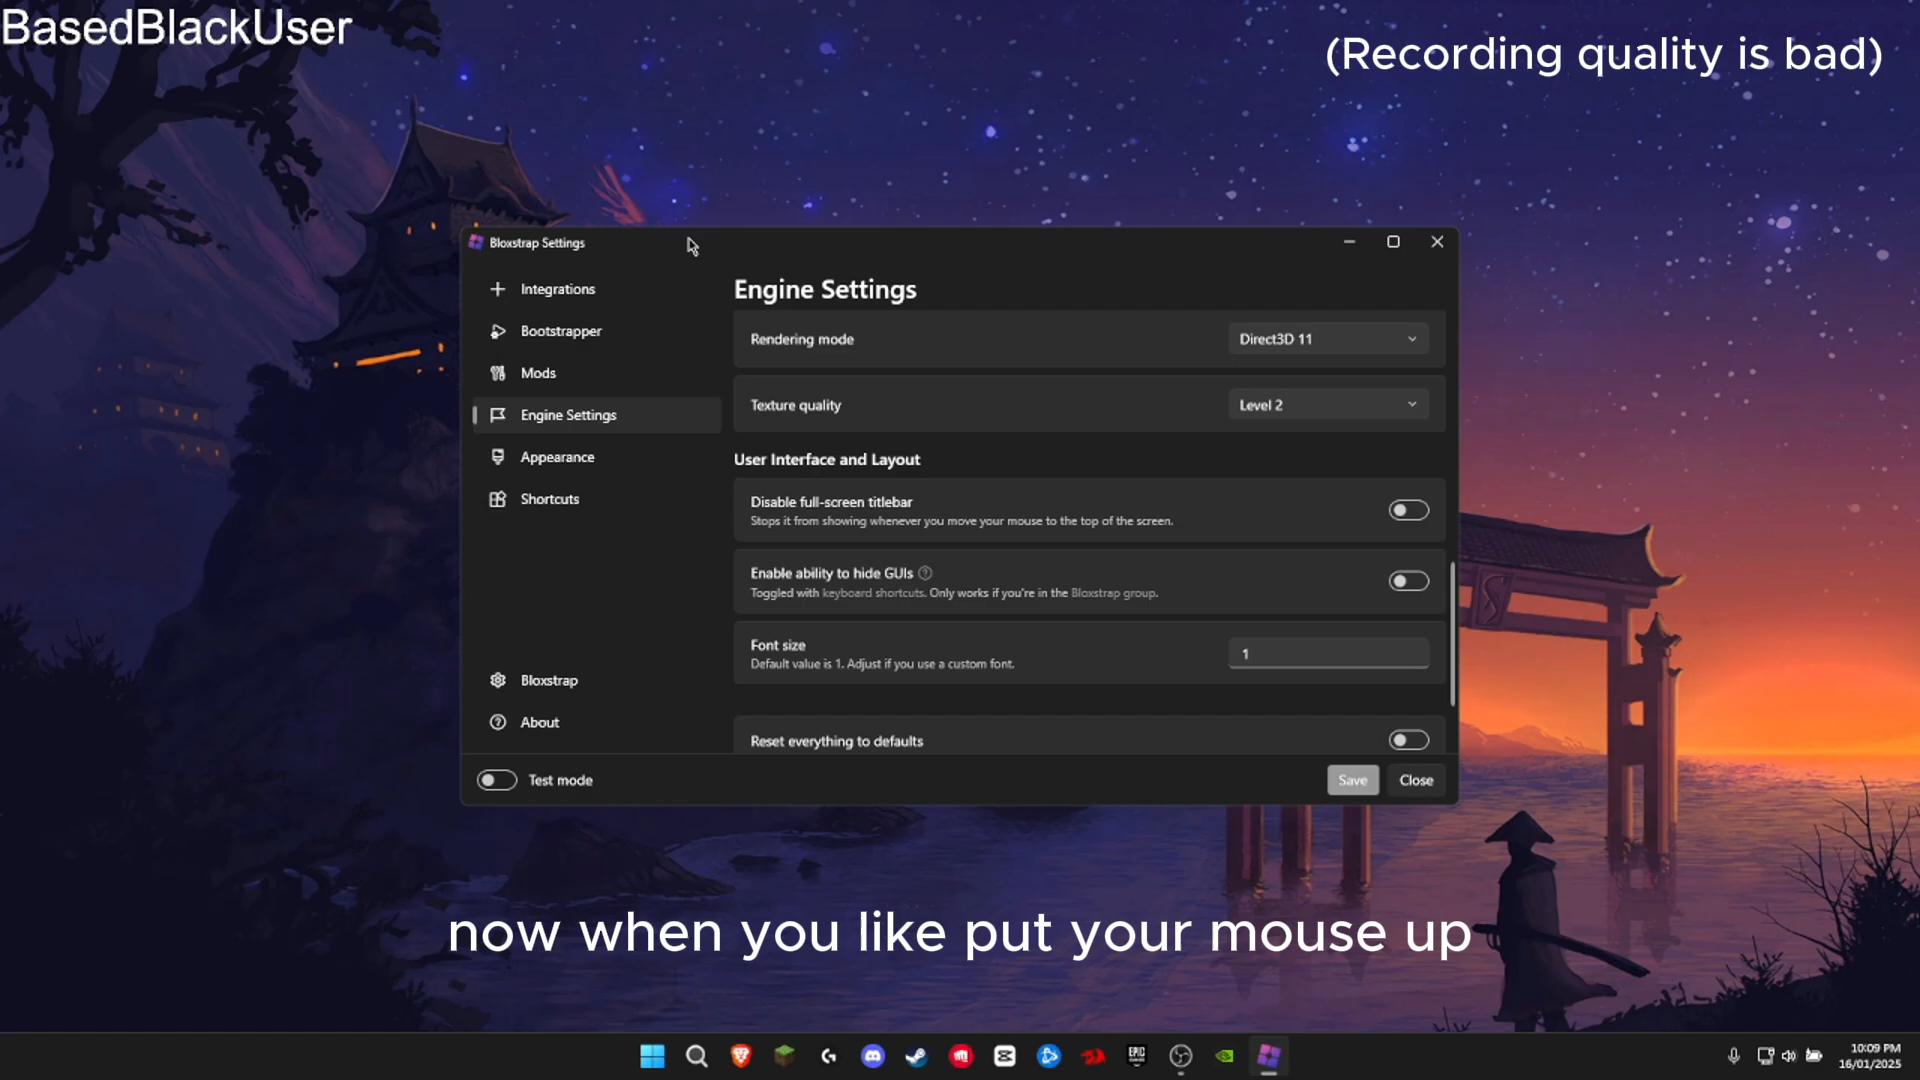 BasedBlackUser
(Recording quality is bad)
Bloxstrap Settings
Integrations
Bootstrapper
Mods
Engine Settings
Appearance
Shortcuts
Bloxstrap
About
Engine Settings
Rendering mode
Direct3D 11
Texture quality
Level 2
User Interface and Layout
Disable full-screen titlebar
Stops it from showing whenever you move your mouse to the top of the screen.
Enable ability to hide GUIs
Toggled with keyboard shortcuts. Only works if you're in the Bloxstrap group.
Font size
Default value is 1. Adjust if you use a custom font.
1
Reset everything to defaults
Test mode
Save
Close
now when you like put your mouse up
EPIC
10:09 PM
16/01/2025